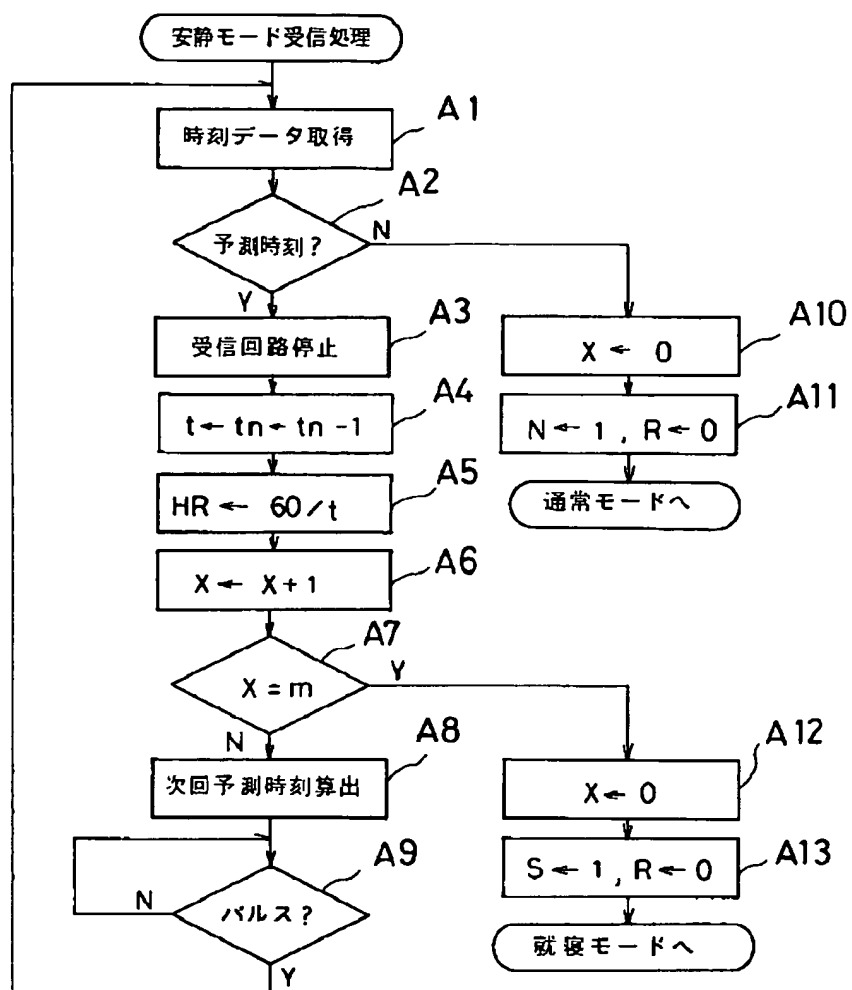 安静モード受信処理
時刻データ取得
A1
予測時刻?
A2
N
Y
受信回路停止
A3
t←tn←tn-1
A4
HR ← 60/t
A5
X ← X+1
A6
X=m
A7
Y
N
次回予測時刻算出
A8
パルス?
A9
N
Y
X ← 0
A10
N←1, R←0
A11
通常モードへ
X←0
A12
S←1, R←0
A13
就寝モードへ